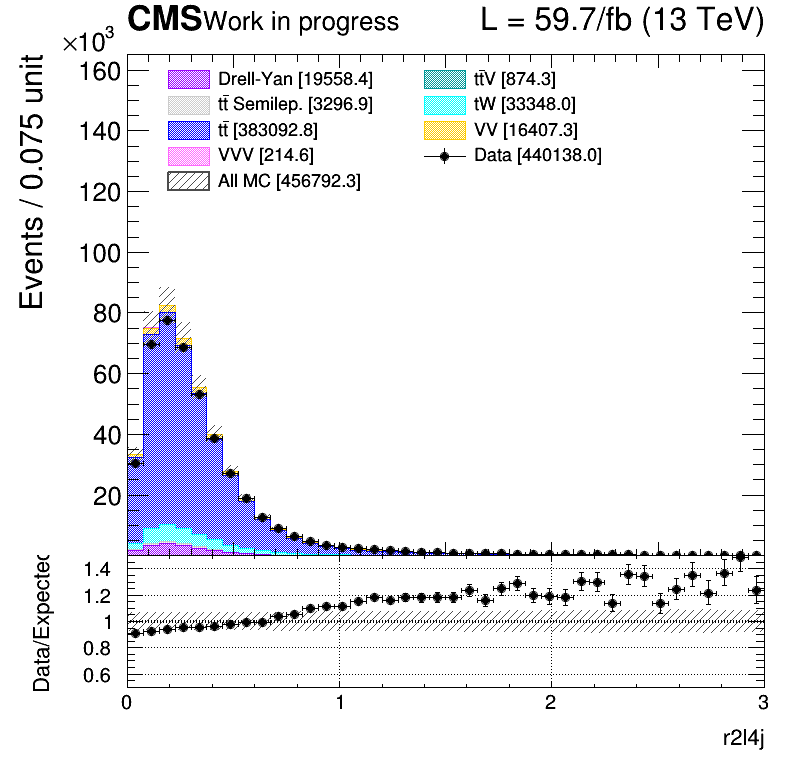 CMS Work in progress L = 59.7/fb (13 TeV)
×10³
Events / 0.075 unit
160
140
120
100
80
60
40
20
Drell-Yan [19558.4]
tt̄ Semilep. [3296.9]
tt̄ [383092.8]
VVV [214.6]
All MC [456792.3]
tt̄V [874.3]
tW [33348.0]
VV [16407.3]
Data [440138.0]
Data/Expected
1.4
1.2
1
0.8
0.6
0 1 2 3
r2l4j